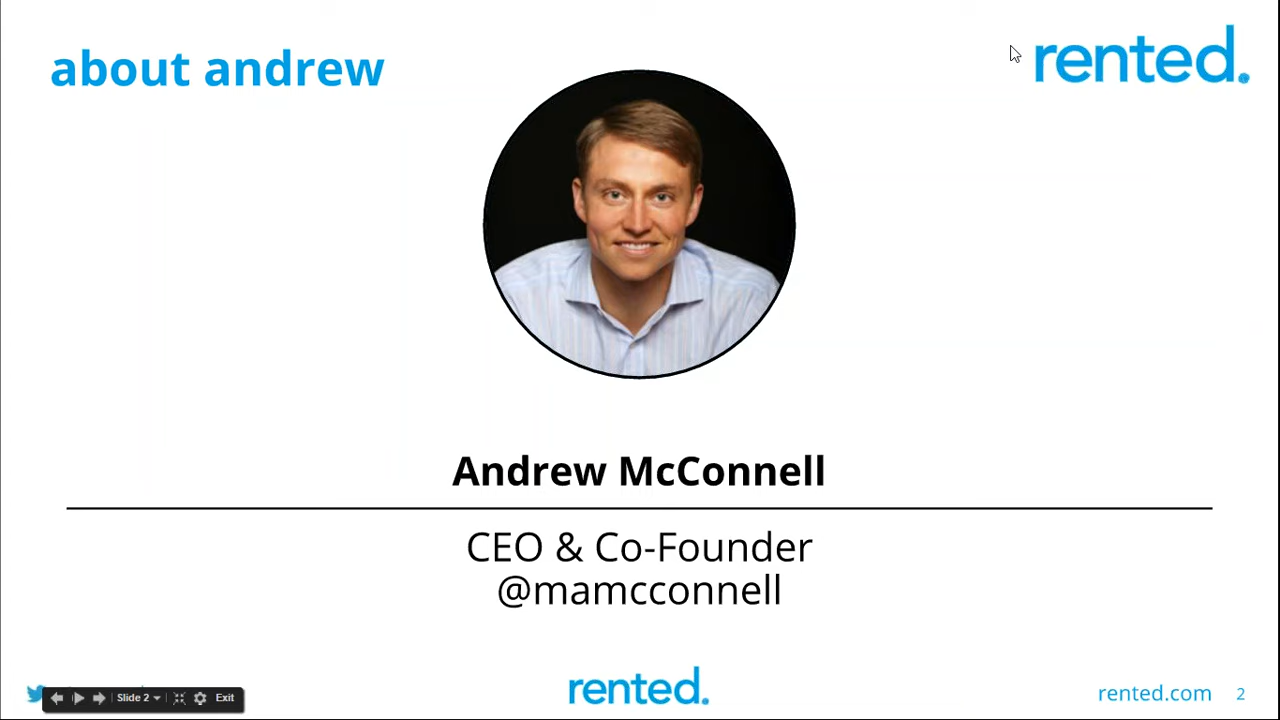 about andrew
rented.
Andrew McConnell
CEO & Co-Founder
@mamcconnell
Slide 2
Exit
rented.
rented.com
2